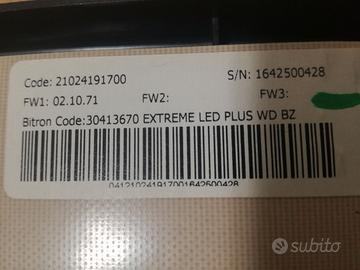 Code: 21024191700 S/N: 1642500428
FW1: 02.10.71 FW2: FW3:
Bitron Code:30413670 EXTREME LED PLUS WD BZ
041210241917001642500428
subito